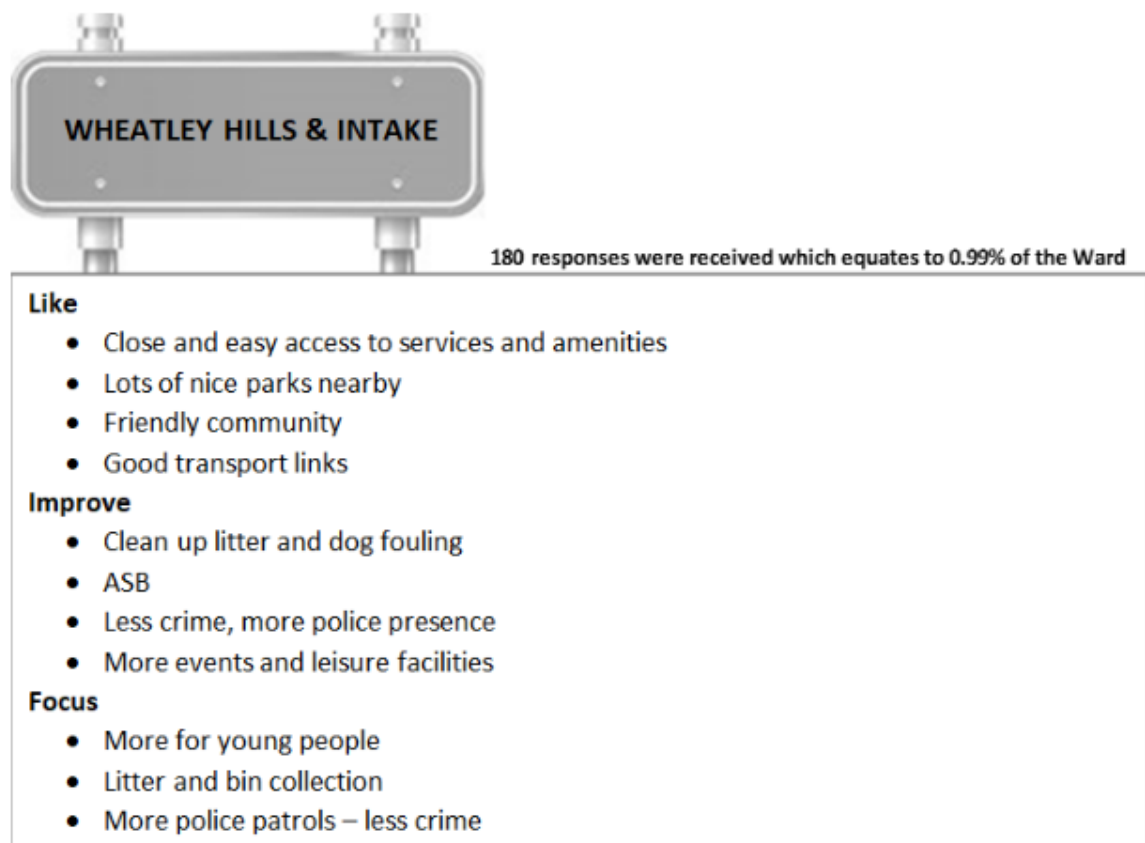 WHEATLEY HILLS & INTAKE
180 responses were received which equates to 0.99% of the Ward
Like
• Close and easy access to services and amenities
• Lots of nice parks nearby
• Friendly community
• Good transport links
Improve
• Clean up litter and dog fouling
• ASB
• Less crime, more police presence
• More events and leisure facilities
Focus
• More for young people
• Litter and bin collection
• More police patrols – less crime